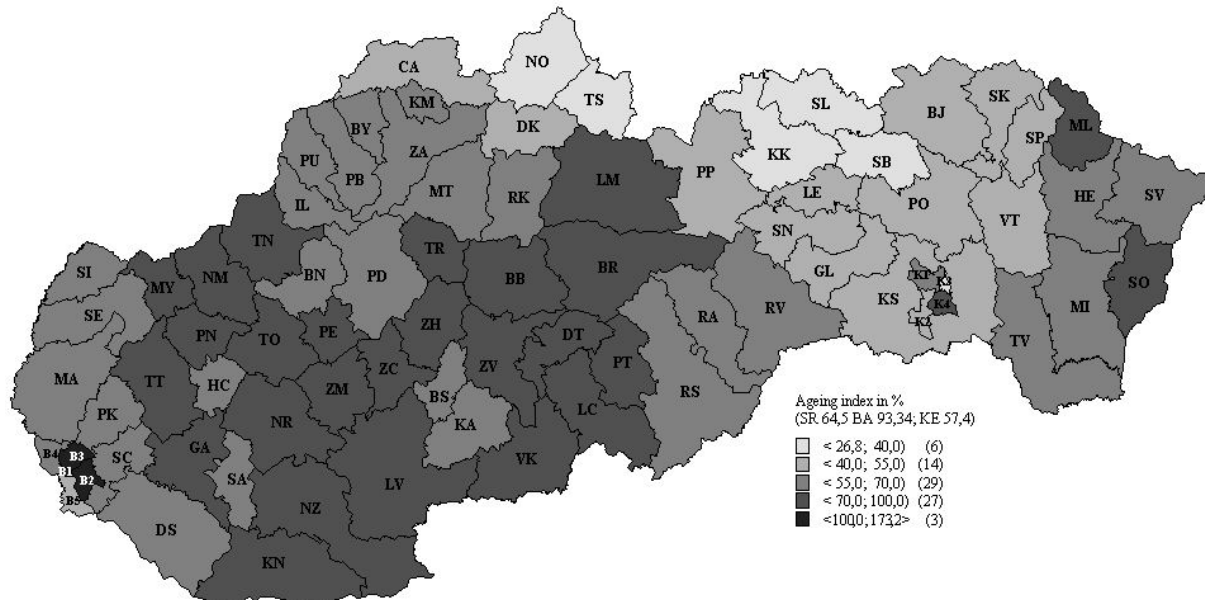 NO
CA
TS
SL
KM
SK
BJ
ML
DK
BY
SP
ZA
KK
SB
PU
PP
LM
PB
MT
RK
LE
HE
SV
IL
PO
VT
TN
SN
TR
BN
PD
BB
BR
GL
SI
NM
MY
K1
K3
SO
KS
K4
RV
MI
SE
RA
K2
PN
TO
PE
ZH
DT
TV
ZV
PT
MA
TT
HC
ZM
ZC
BS
RS
LC
PK
NR
KA
GA
B4
B3
SC
VK
B1
B2
SA
LV
B5
NZ
DS
KN
Ageing index in %
(SR 64,5 BA 93,34; KE 57,4)
< 26,8; 40,0) (6)
< 40,0; 55,0) (14)
< 55,0; 70,0) (29)
< 70,0; 100,0) (27)
<100,0; 173,2> (3)